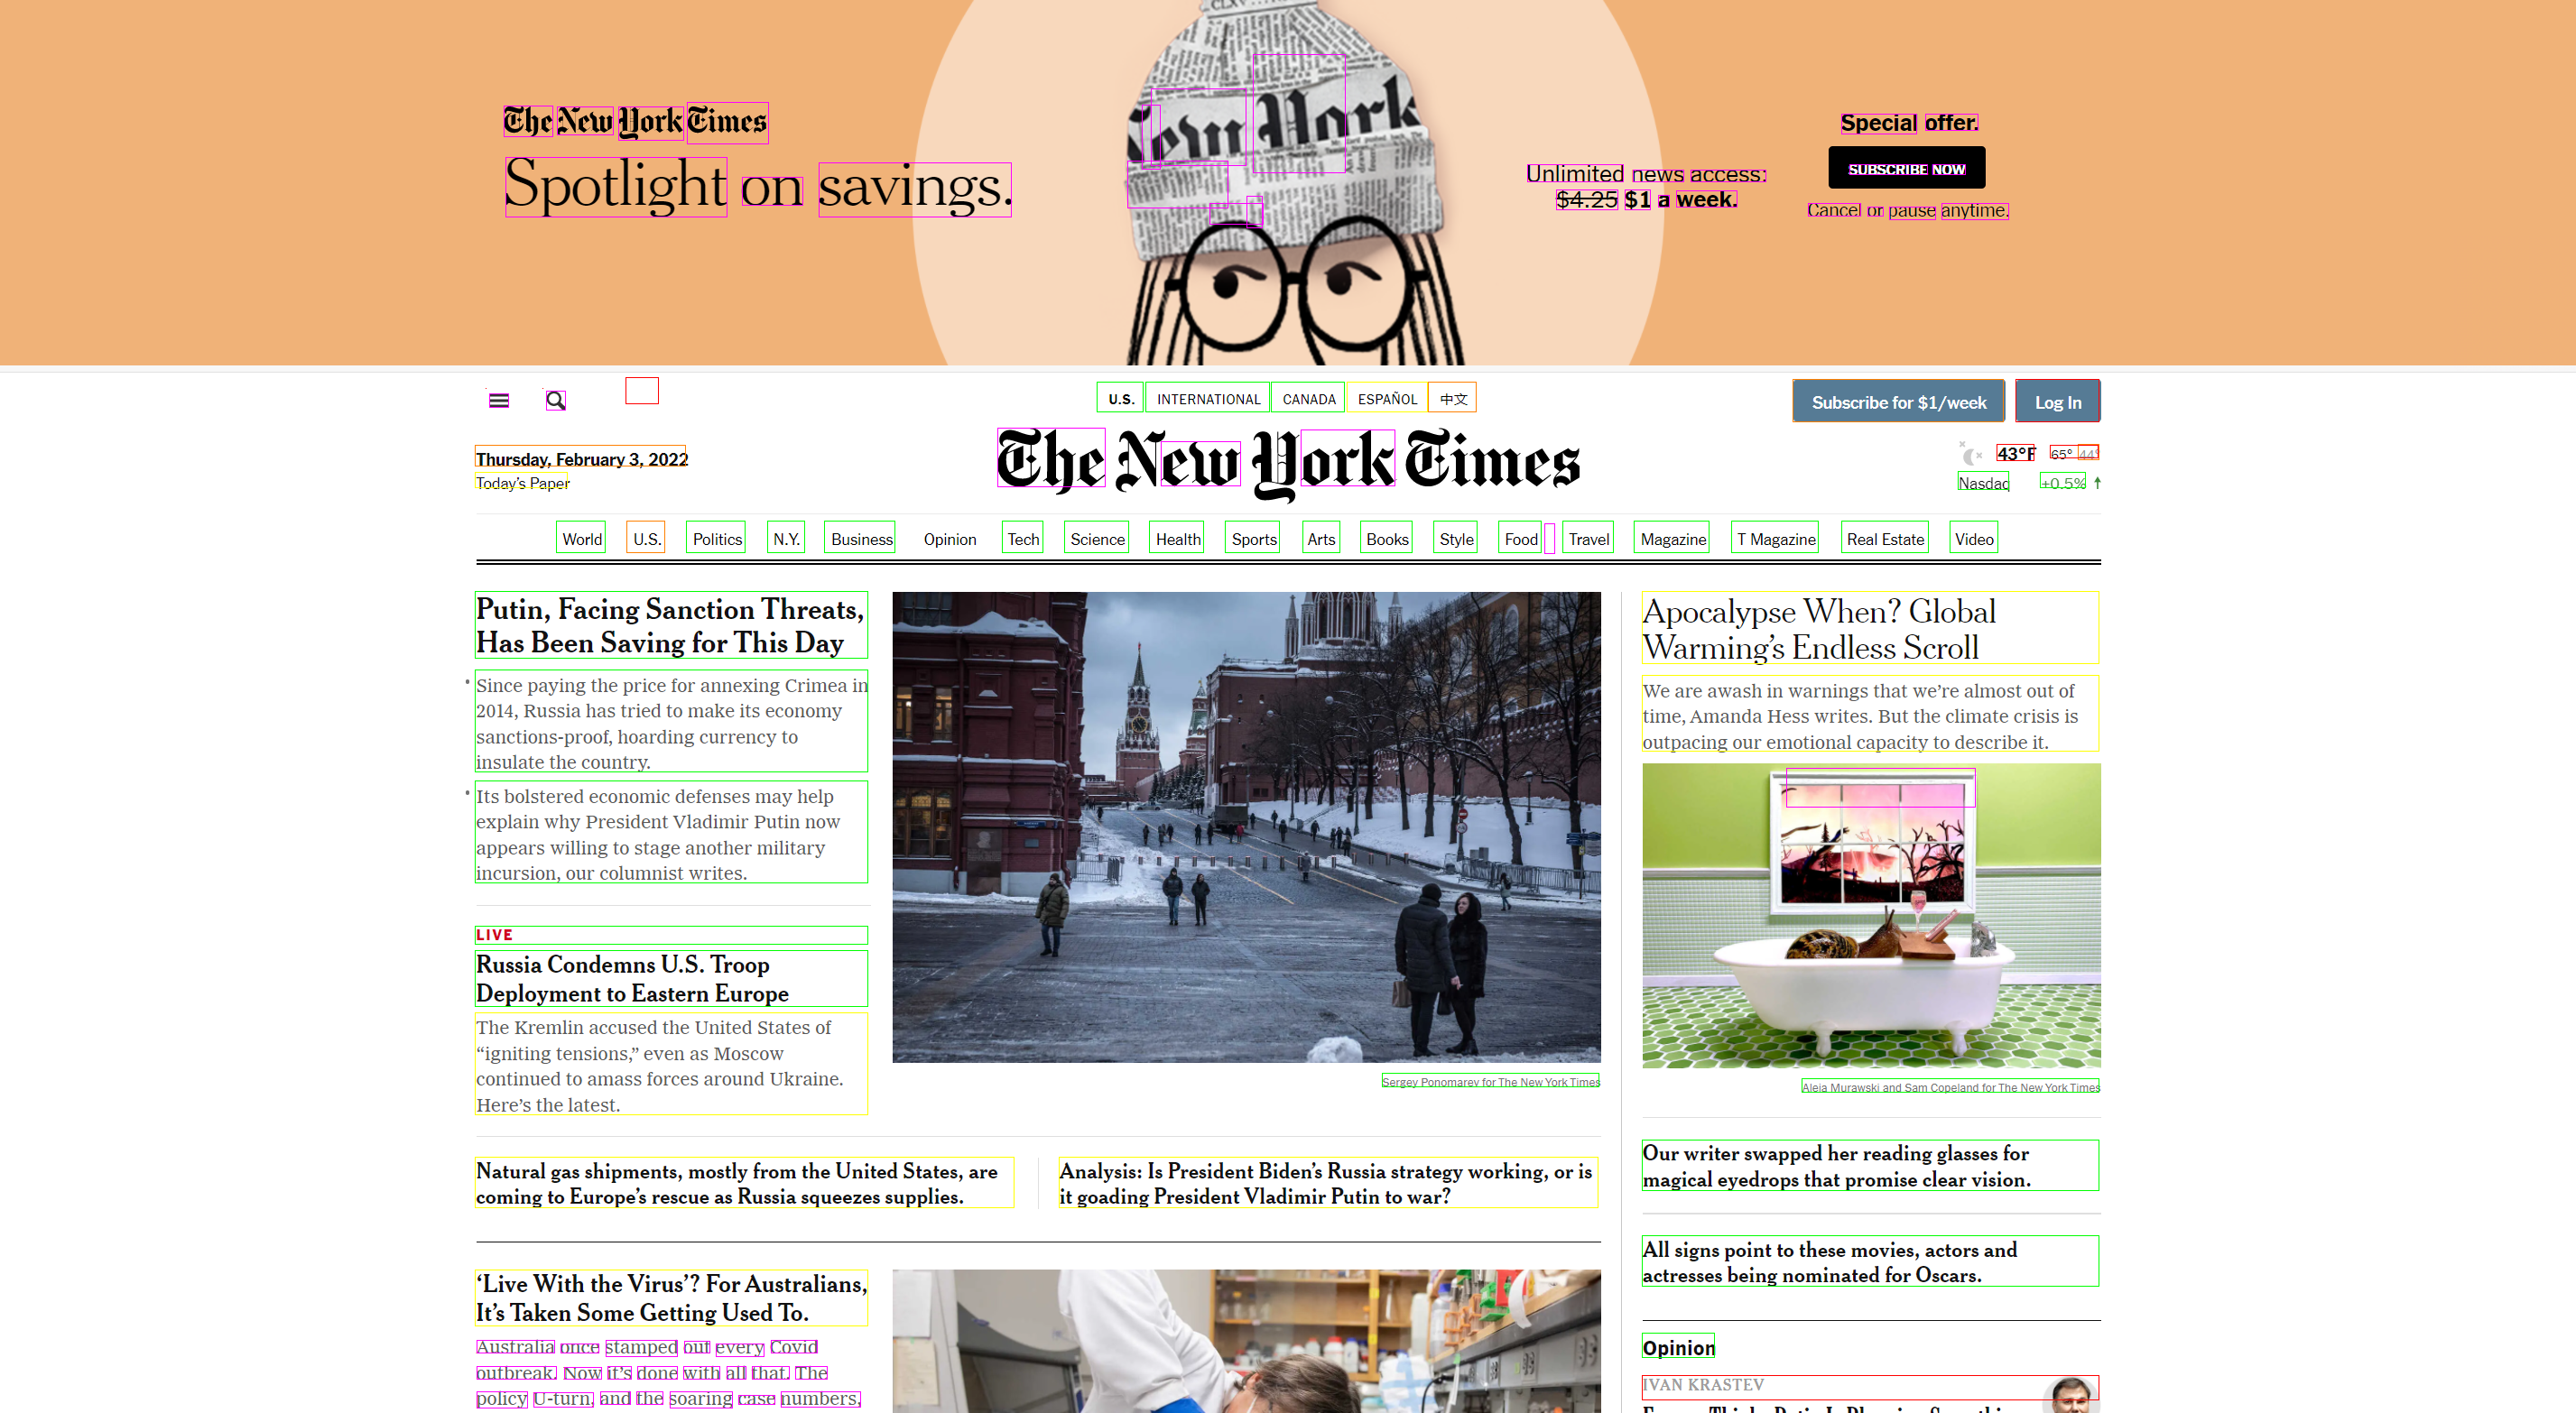 The New York Times
Spotlight on savings.
New York
Unlimited news access.
$4.25 $1 a week.
Special offer.
SUBSCRIBE NOW
Cancel or pause anytime.
U.S. INTERNATIONAL CANADA ESPAÑOL 中文
Subscribe for $1/week Log In
Thursday, February 3, 2022
Today's Paper
The New York Times
43°F 65° 44°
Nasdaq +0.5%
World U.S. Politics N.Y. Business Opinion Tech Science Health Sports Arts Books Style Food Travel Magazine T Magazine Real Estate Video
Putin, Facing Sanction Threats,
Has Been Saving for This Day
Since paying the price for annexing Crimea in
2014, Russia has tried to make its economy
sanctions-proof, hoarding currency to
insulate the country.
Its bolstered economic defenses may help
explain why President Vladimir Putin now
appears willing to stage another military
incursion, our columnist writes.
LIVE
Russia Condemns U.S. Troop
Deployment to Eastern Europe
The Kremlin accused the United States of
“igniting tensions,” even as Moscow
continued to amass forces around Ukraine.
Here's the latest.
Sergey Ponomarev for The New York Times
Natural gas shipments, mostly from the United States, are
coming to Europe's rescue as Russia squeezes supplies.
Analysis: Is President Biden's Russia strategy working, or is
it goading President Vladimir Putin to war?
‘Live With the Virus’? For Australians,
It's Taken Some Getting Used To.
Australia once stamped out every Covid
outbreak. Now it's done with all that. The
policy U-turn, and the soaring case numbers,
Apocalypse When? Global
Warming's Endless Scroll
We are awash in warnings that we're almost out of
time, Amanda Hess writes. But the climate crisis is
outpacing our emotional capacity to describe it.
Aleia Murawski and Sam Copeland for The New York Times
Our writer swapped her reading glasses for
magical eyedrops that promise clear vision.
All signs point to these movies, actors and
actresses being nominated for Oscars.
Opinion
IVAN KRASTEV